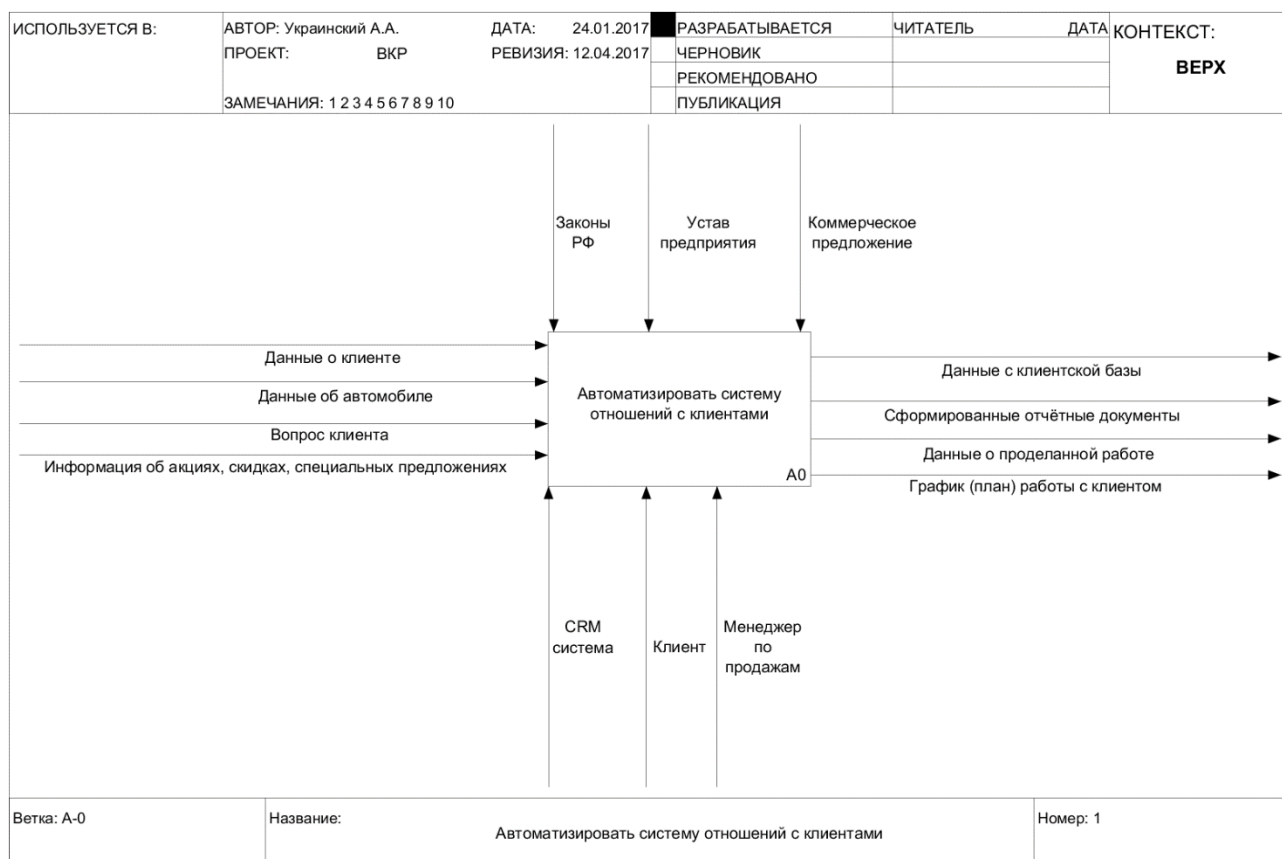 ИСПОЛЬЗУЕТСЯ В:
АВТОР: Украинский А.А.
ДАТА: 24.01.2017
ПРОЕКТ: ВКР
РЕВИЗИЯ: 12.04.2017
ЗАМЕЧАНИЯ: 1 2 3 4 5 6 7 8 9 10
РАЗРАБАТЫВАЕТСЯ
ЧЕРНОВИК
РЕКОМЕНДОВАНО
ПУБЛИКАЦИЯ
ЧИТАТЕЛЬ
ДАТА
КОНТЕКСТ:
ВЕРХ
Законы
РФ
Устав
предприятия
Коммерческое
предложение
Данные о клиенте
Данные об автомобиле
Вопрос клиента
Информация об акциях, скидках, специальных предложениях
Автоматизировать систему
отношений с клиентами
A0
Данные с клиентской базы
Сформированные отчётные документы
Данные о проделанной работе
График (план) работы с клиентом
CRM
система
Клиент
Менеджер
по
продажам
Ветка: A-0
Название:
Автоматизировать систему отношений с клиентами
Номер: 1